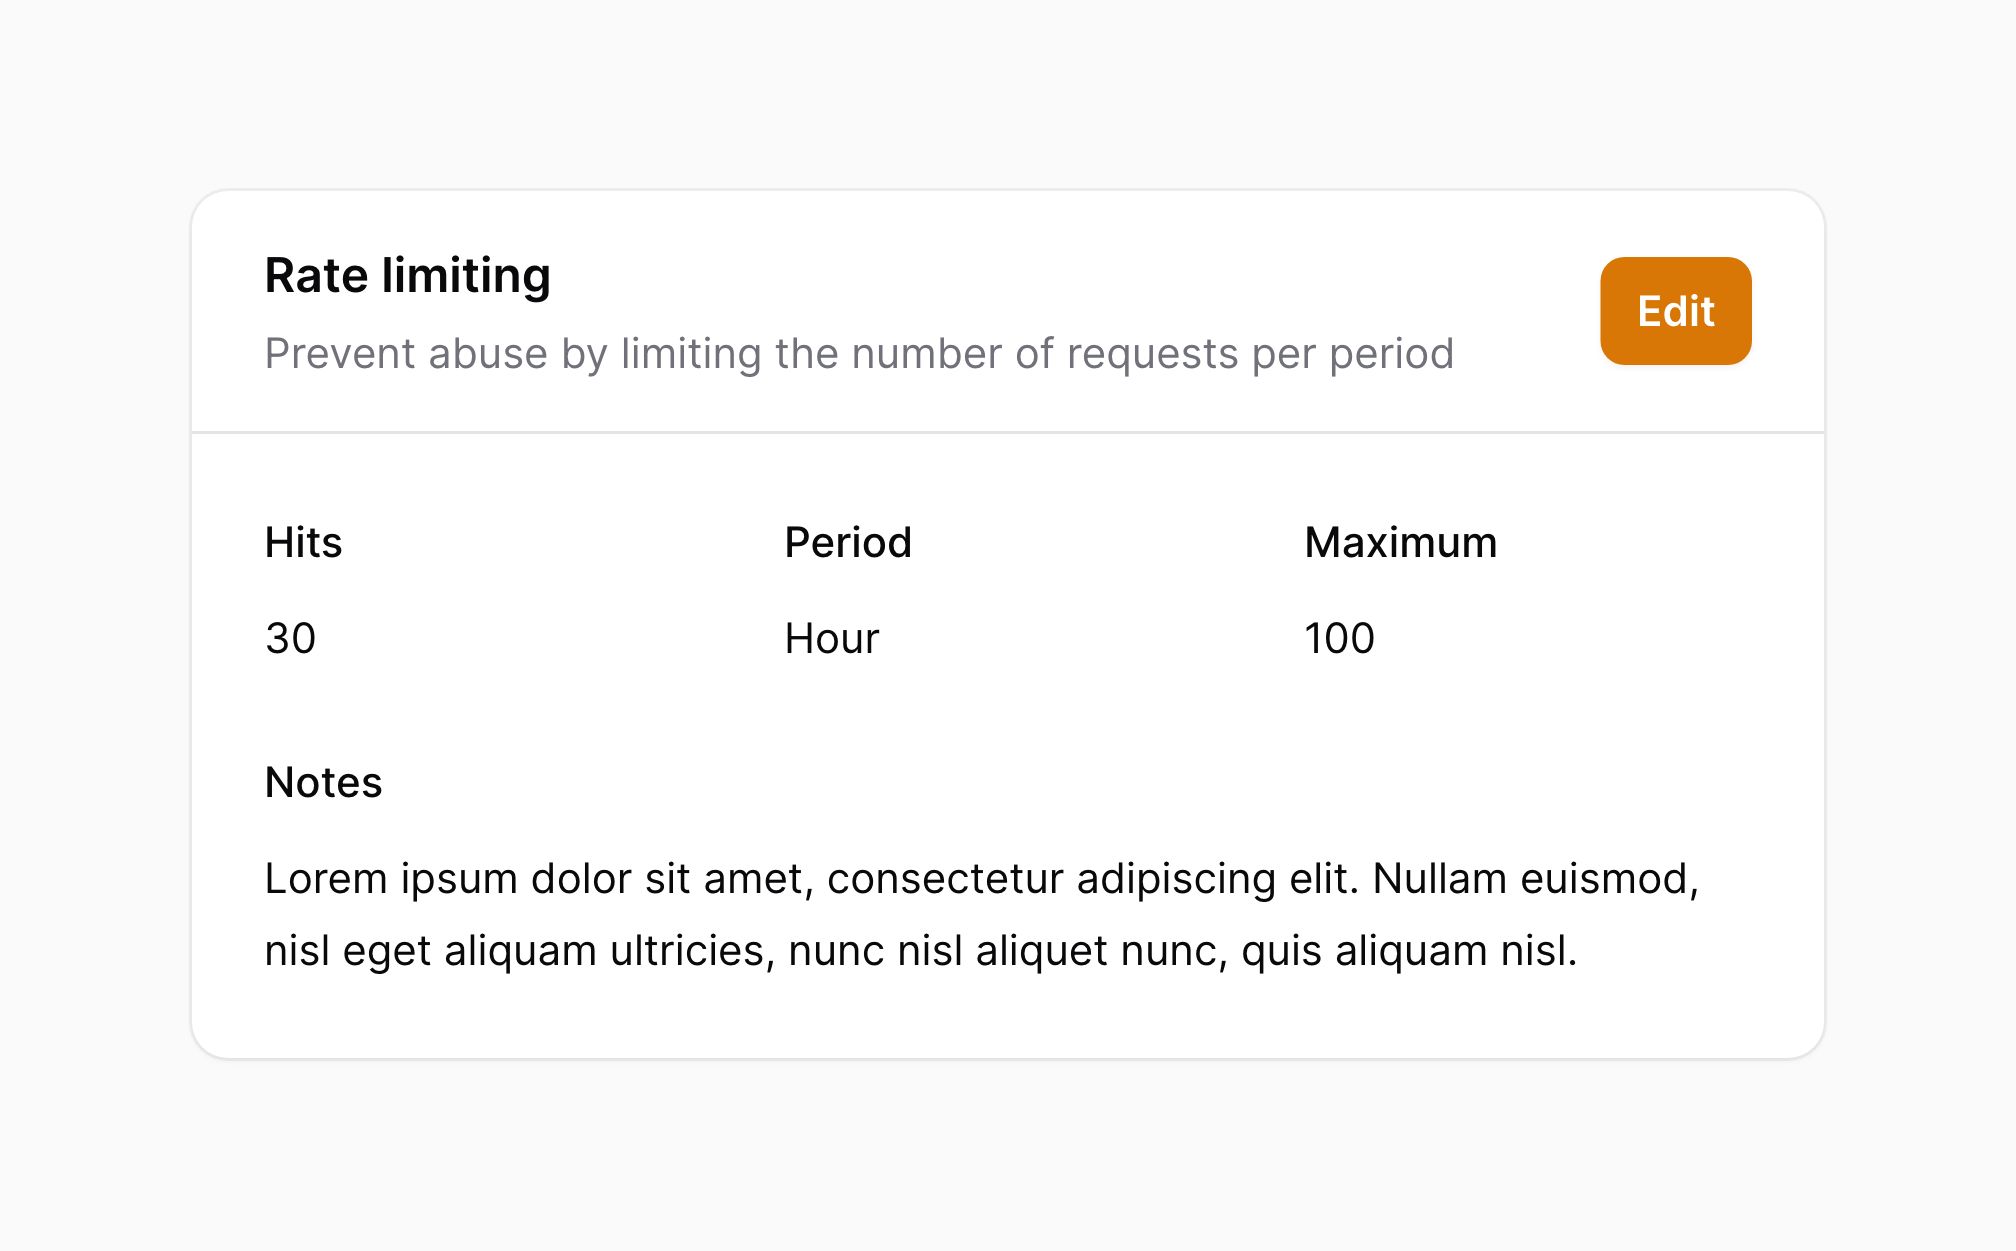 Rate limiting
Prevent abuse by limiting the number of requests per period
Edit
Hits
Period
Maximum
30
Hour
100
Notes
Lorem ipsum dolor sit amet, consectetur adipiscing elit. Nullam euismod,
nisl eget aliquam ultricies, nunc nisl aliquet nunc, quis aliquam nisl.